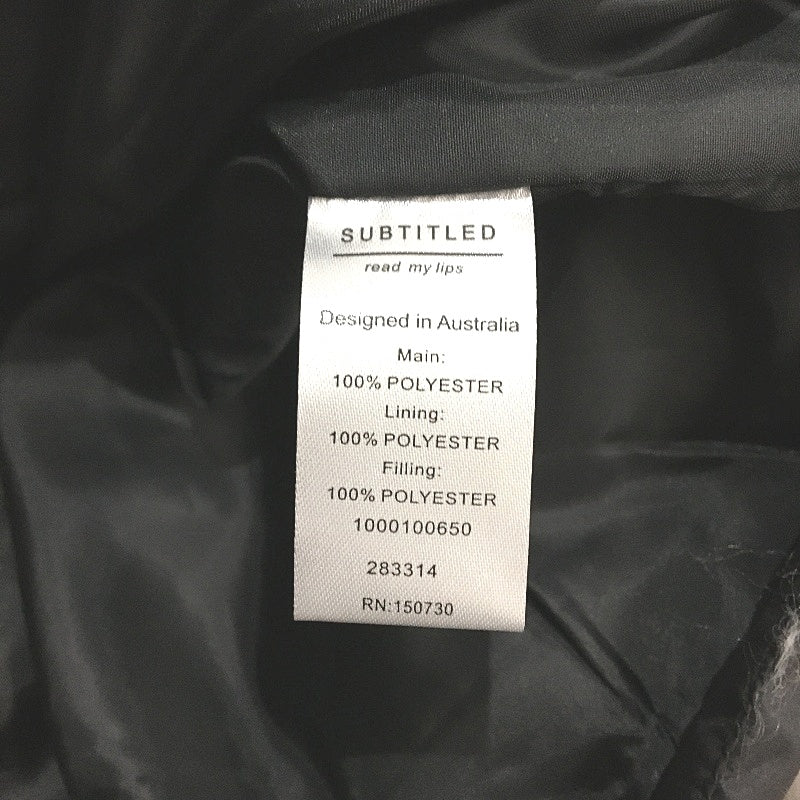 SUBTITLED
read my lips
Designed in Australia
Main:
100% POLYESTER
Lining:
100% POLYESTER
Filling:
100% POLYESTER
1000100650
283314
RN:150730